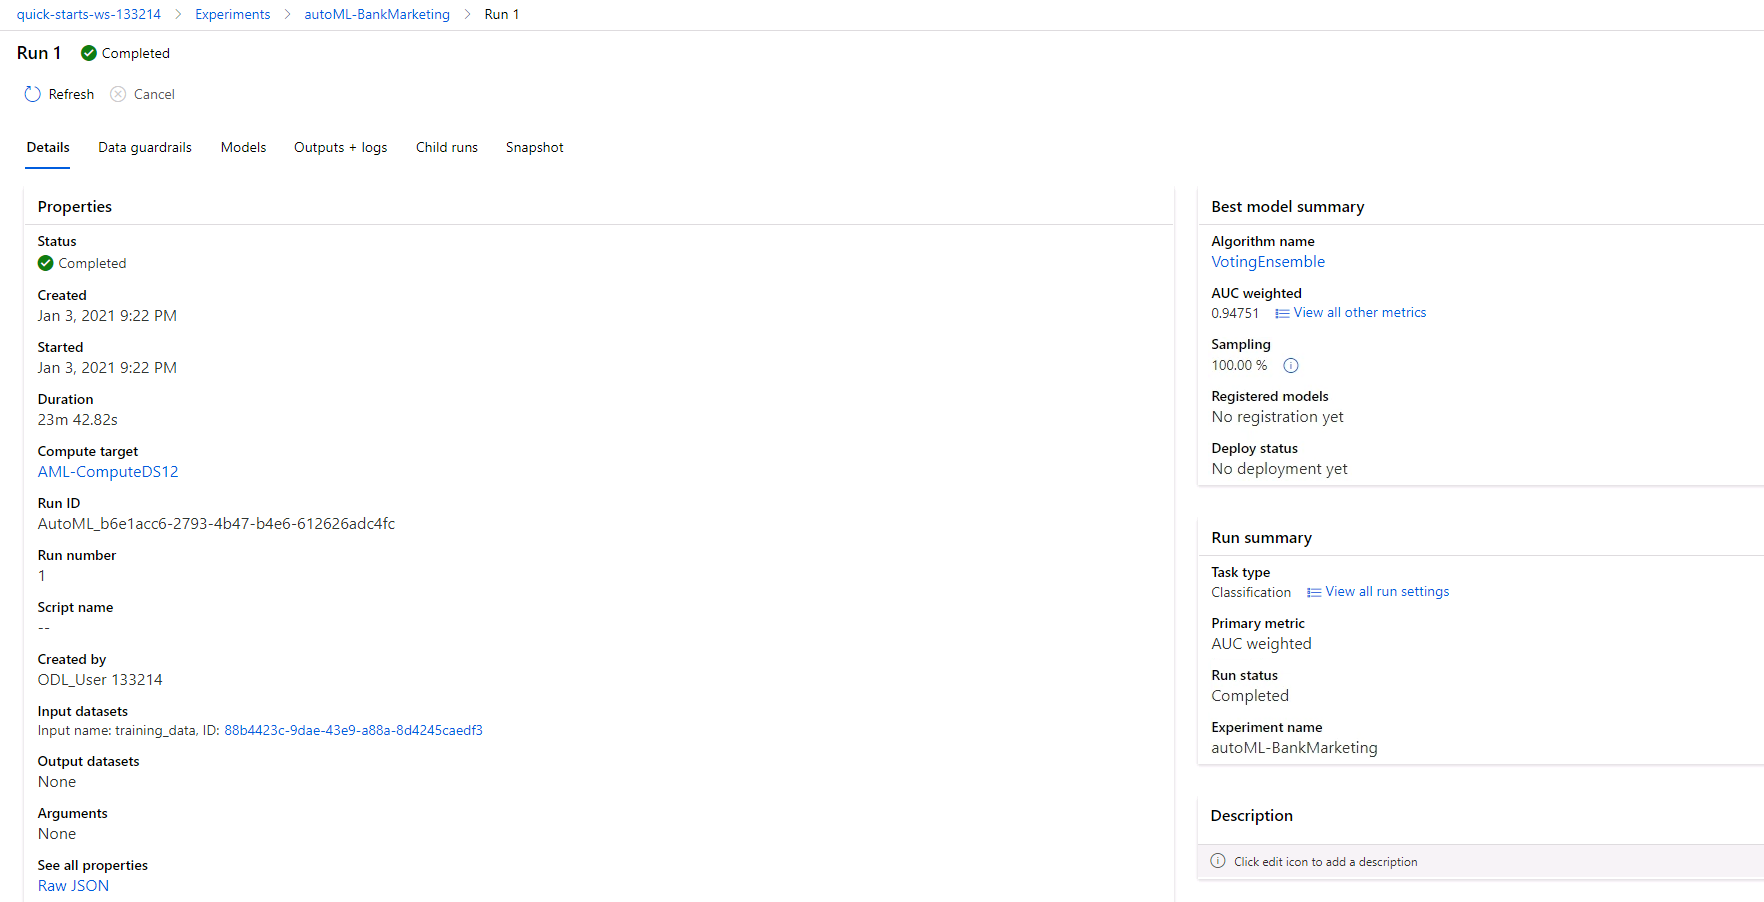 quick-starts-ws-133214 > Experiments > autoML-BankMarketing > Run 1
Run 1 Completed
Refresh Cancel
Details Data guardrails Models Outputs + logs Child runs Snapshot
Properties
Status
Completed
Created
Jan 3, 2021 9:22 PM
Started
Jan 3, 2021 9:22 PM
Duration
23m 42.82s
Compute target
AML-ComputeDS12
Run ID
AutoML_b6e1acc6-2793-4b47-b4e6-612626adc4fc
Run number
1
Script name
--
Created by
ODL_User 133214
Input datasets
Input name: training_data, ID: 88b4423c-9dae-43e9-a88a-8d4245caedf3
Output datasets
None
Arguments
None
See all properties
Raw JSON
Best model summary
Algorithm name
VotingEnsemble
AUC weighted
0.94751 View all other metrics
Sampling
100.00 %
Registered models
No registration yet
Deploy status
No deployment yet
Run summary
Task type
Classification View all run settings
Primary metric
AUC weighted
Run status
Completed
Experiment name
autoML-BankMarketing
Description
Click edit icon to add a description